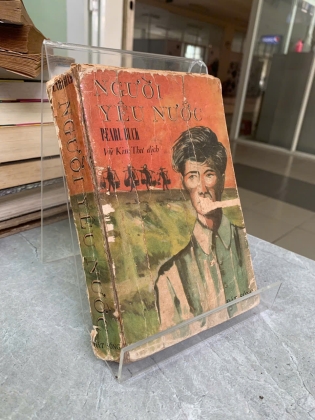 NGƯỜI
YÊU NƯỚC
PEARL BUCK
Vũ Kim Thư dịch
NGƯỜI YÊU NƯỚC